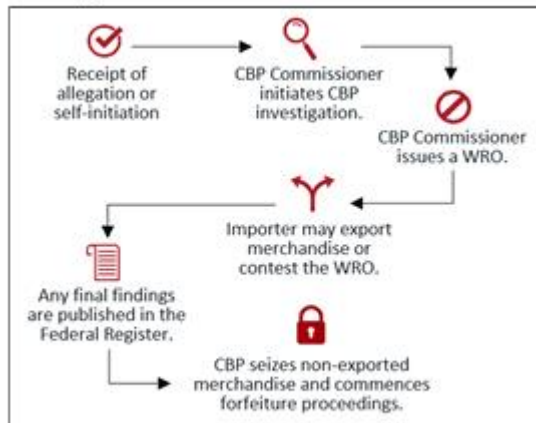 Receipt of
allegation or
self-initiation
CBP Commissioner
initiates CBP
investigation.
CBP Commissioner
issues a WRO.
Importer may export
merchandise or
contest the WRO.
Any final findings
are published in the
Federal Register.
CBP seizes non-exported
merchandise and commences
forfeiture proceedings.